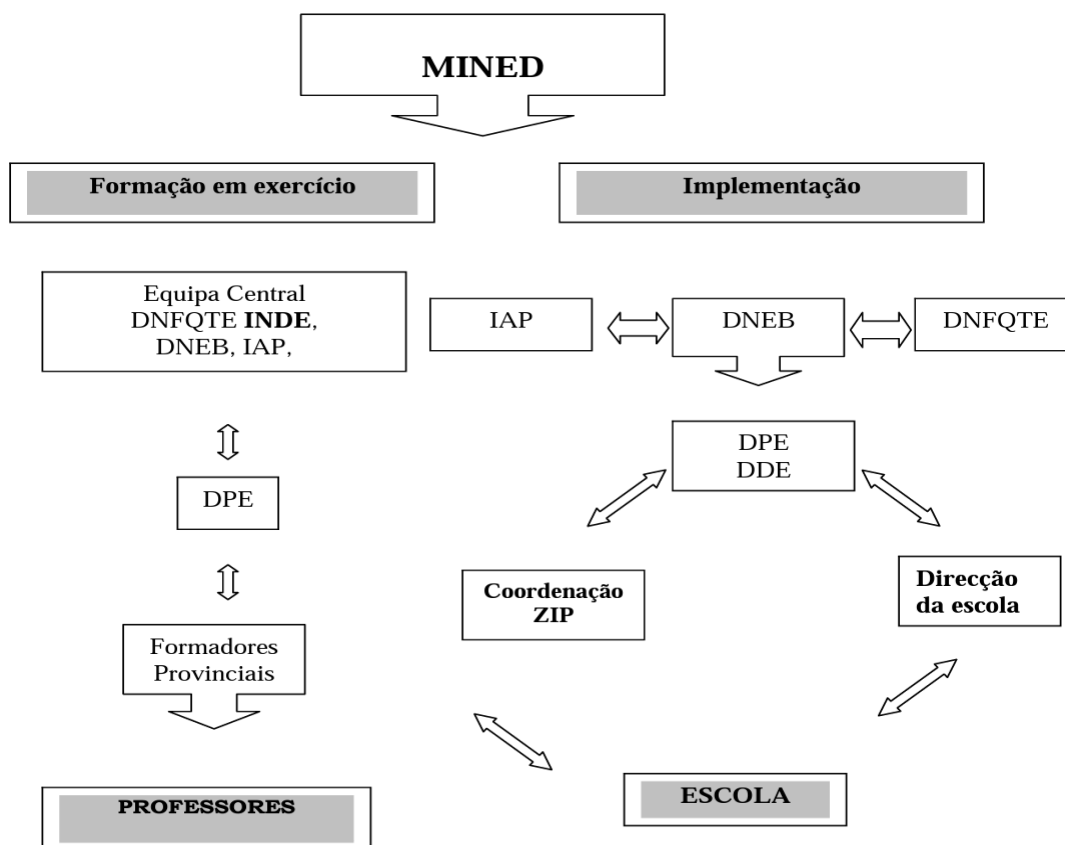 MINED
Formação em exercício
Implementação
Equipa Central
DNFQTE INDE,
DNEB, IAP,
IAP
DNEB
DNFQTE
DPE
DDE
DPE
Coordenação
ZIP
Direcção
da escola
Formadores
Provinciais
PROFESSORES
ESCOLA